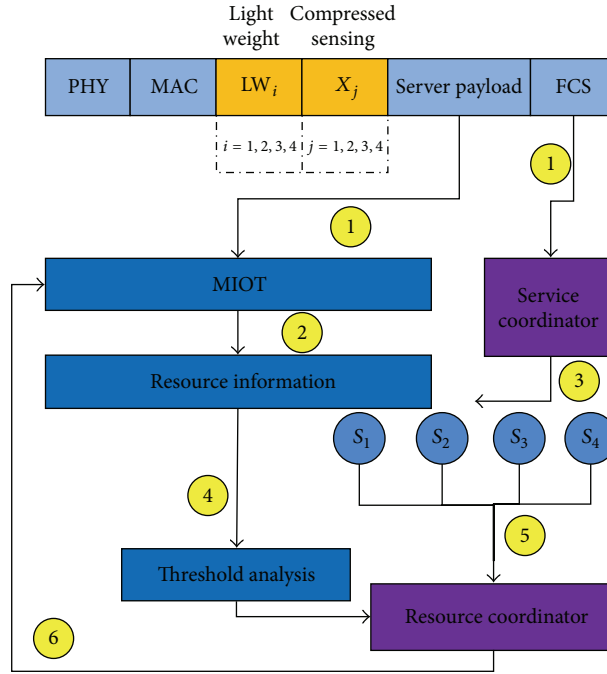 Light weight
Compressed sensing
PHY MAC LWᵢ Xⱼ Server payload FCS
i = 1, 2, 3, 4 j = 1, 2, 3, 4
1
1
MIOT
Service coordinator
2
Resource information
3
S₁ S₂ S₃ S₄
4
5
Threshold analysis
Resource coordinator
6